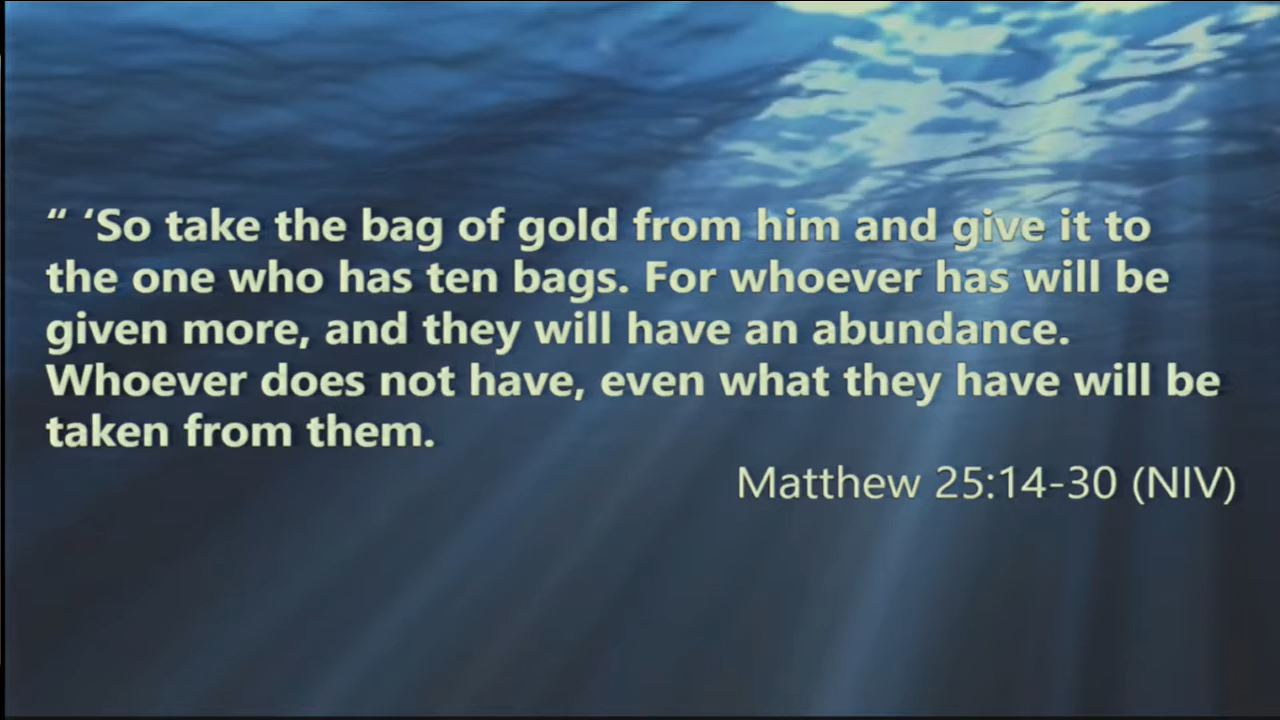 “ ‘So take the bag of gold from him and give it to
the one who has ten bags. For whoever has will be
given more, and they will have an abundance.
Whoever does not have, even what they have will be
taken from them.
Matthew 25:14-30 (NIV)